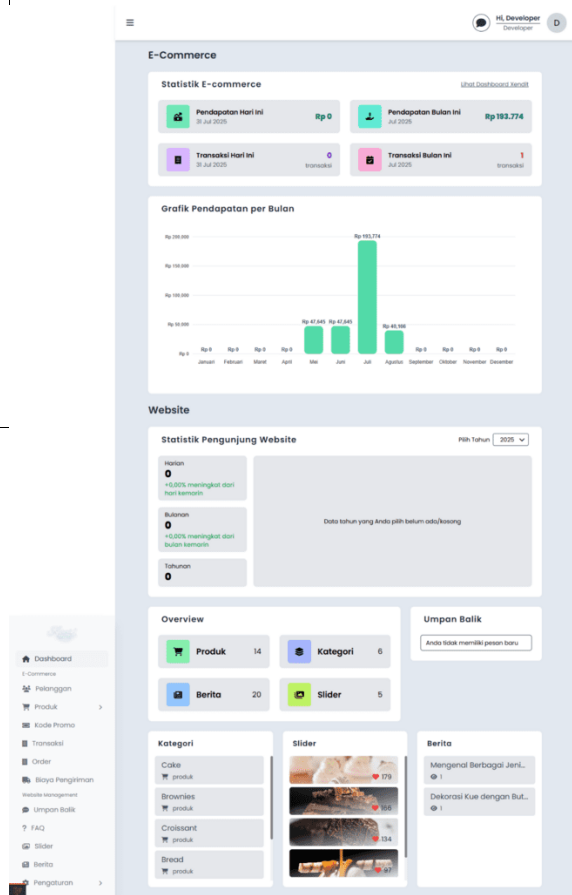 Hi, Developer
Developer
D
E-Commerce
Statistik E-commerce
Lihat Dashboard Xendit
Pendapatan Hari Ini
31 Jul 2025
Rp 0
Pendapatan Bulan Ini
Jul 2025
Rp 193.774
Transaksi Hari Ini
31 Jul 2025
0
transaksi
Transaksi Bulan Ini
Jul 2025
1
transaksi
Grafik Pendapatan per Bulan
Rp 200.000
Rp 150.000
Rp 100.000
Rp 50.000
Rp 0
Rp 0 Rp 0 Rp 0 Rp 0 Rp 47,845 Rp 47,845 Rp 193,774 Rp 0 Rp 0 Rp 0 Rp 0
Januari Februari Maret April Mei Juni Juli Agustus September Oktober November Desember
Website
Statistik Pengunjung Website
Pilih Tahun 2025
Harian
0
+0,00% meningkat dari
hari kemarin
Bulanan
0
+0,00% meningkat dari
bulan kemarin
Tahunan
0
Data tahun yang Anda pilih belum ada/kosong
Overview
Produk 14
Kategori 6
Berita 20
Slider 5
Umpan Balik
Anda tidak memiliki pesan baru.
Kategori
Cake
produk
Brownies
produk
Croissant
produk
Bread
produk
Slider
179
166
134
97
Berita
Mengenal Berbagai Jeni...
1
Dekorasi Kue dengan But...
1
Dashboard
E-Commerce
Pelanggan
Produk
Kode Promo
Transaksi
Order
Biaya Pengiriman
Website Management
Umpan Balik
FAQ
Slider
Berita
Pengaturan